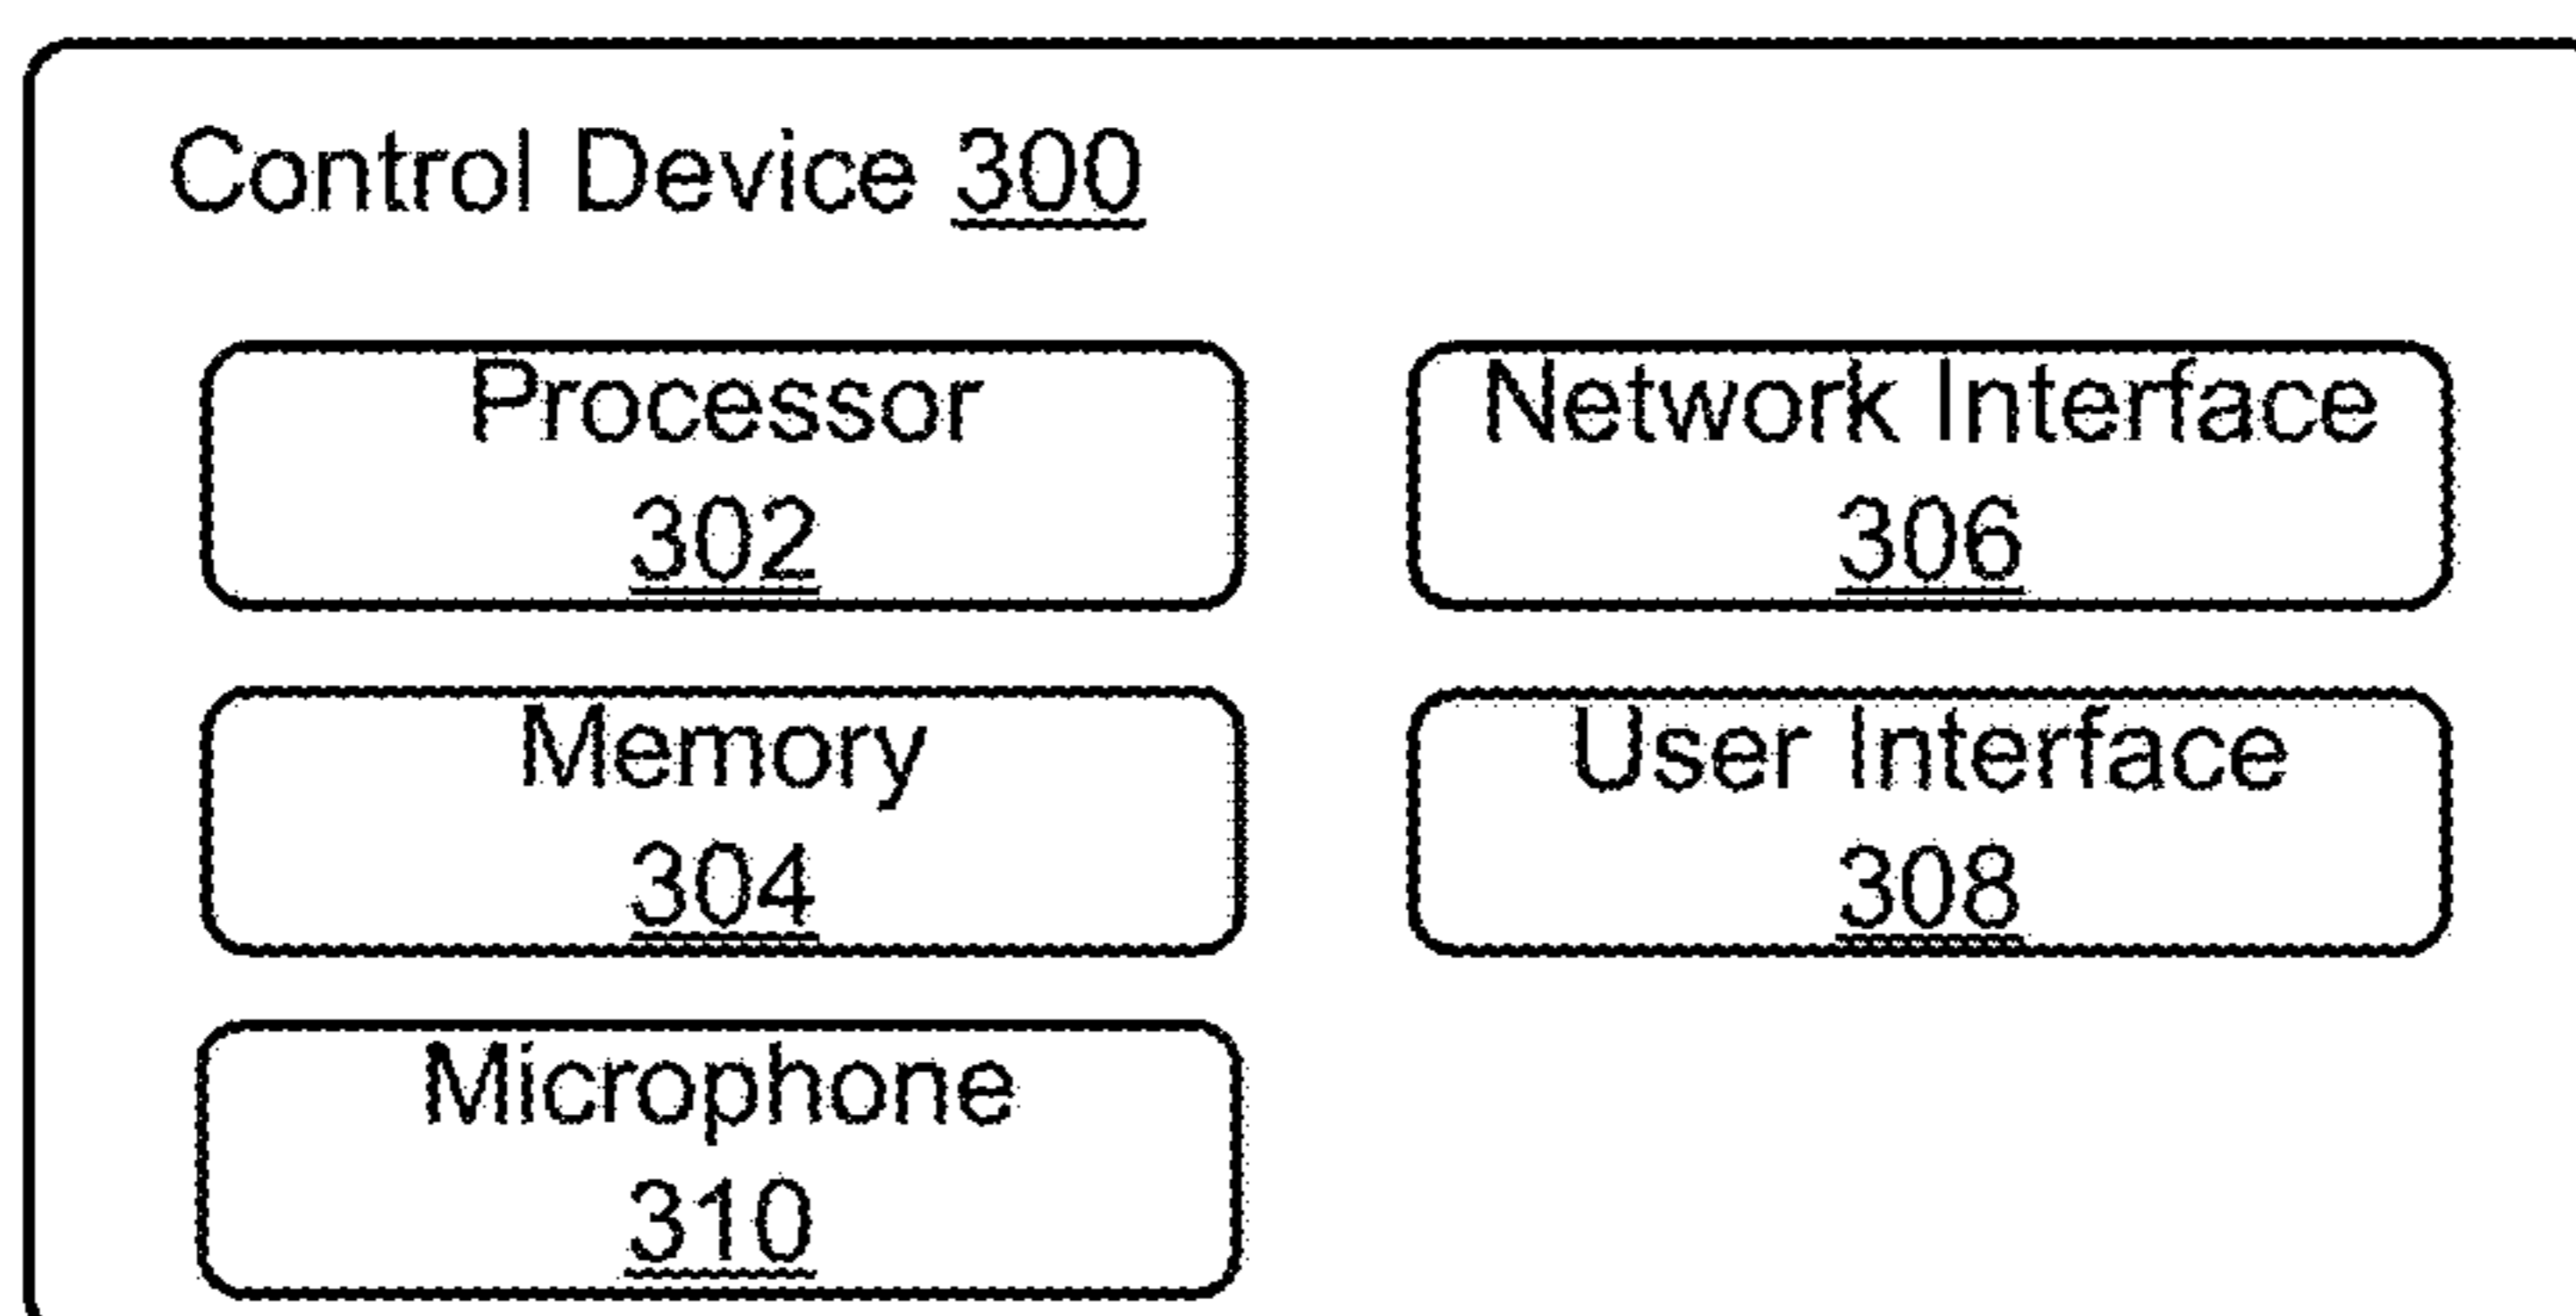 Control Device 300
Processor
302
Network Interface
306
Memory
304
User Interface
308
Microphone
310